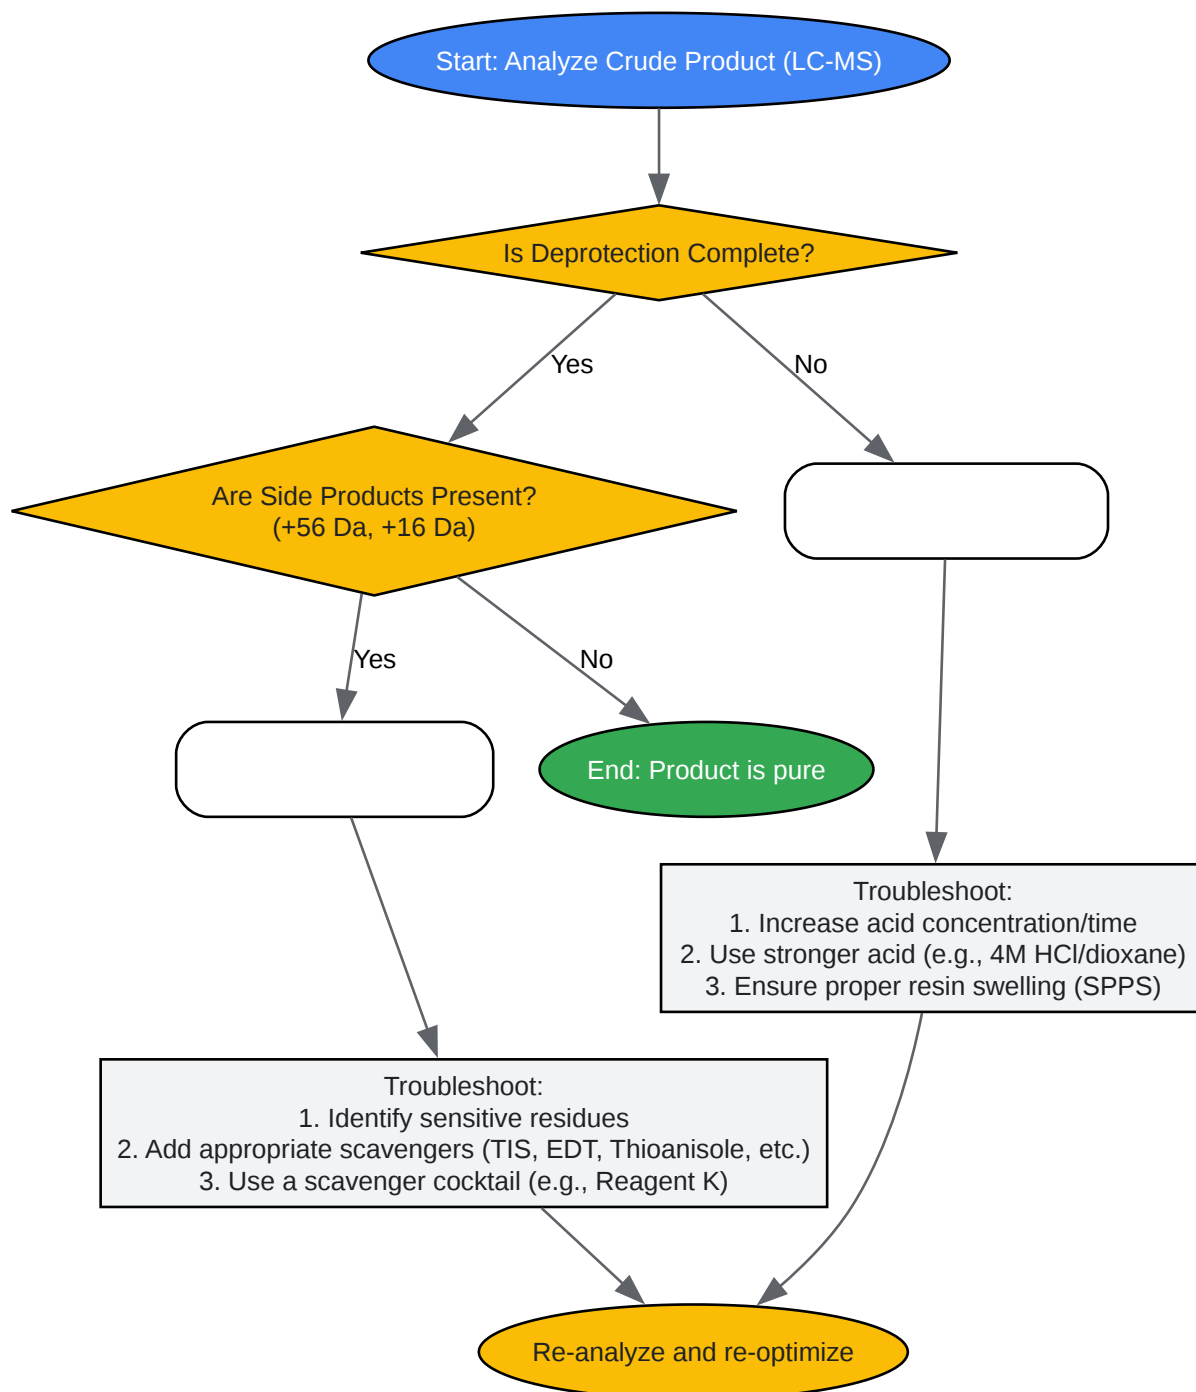 Start: Analyze Crude Product (LC-MS)
Is Deprotection Complete?
Yes
No
Are Side Products Present?
(+56 Da, +16 Da)
Yes
No
End: Product is pure
Troubleshoot:
1. Increase acid concentration/time
2. Use stronger acid (e.g., 4M HCl/dioxane)
3. Ensure proper resin swelling (SPPS)
Troubleshoot:
1. Identify sensitive residues
2. Add appropriate scavengers (TIS, EDT, Thioanisole, etc.)
3. Use a scavenger cocktail (e.g., Reagent K)
Re-analyze and re-optimize